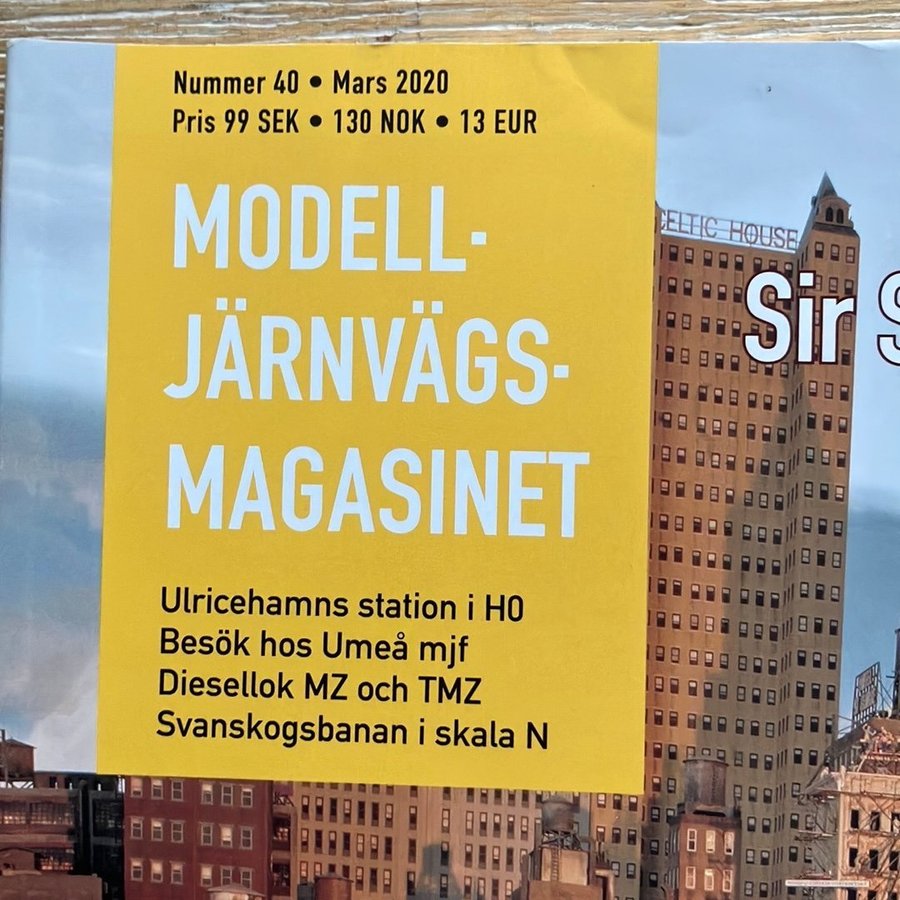 Nummer 40 • Mars 2020
Pris 99 SEK • 130 NOK • 13 EUR
MODELL-
JÄRNVÄGS-
MAGASINET
Ulricehamns station i H0
Besök hos Umeå mjf
Diesellok MZ och TMZ
Svanskogsbanan i skala N
CELTIC HOUSE
Sir S